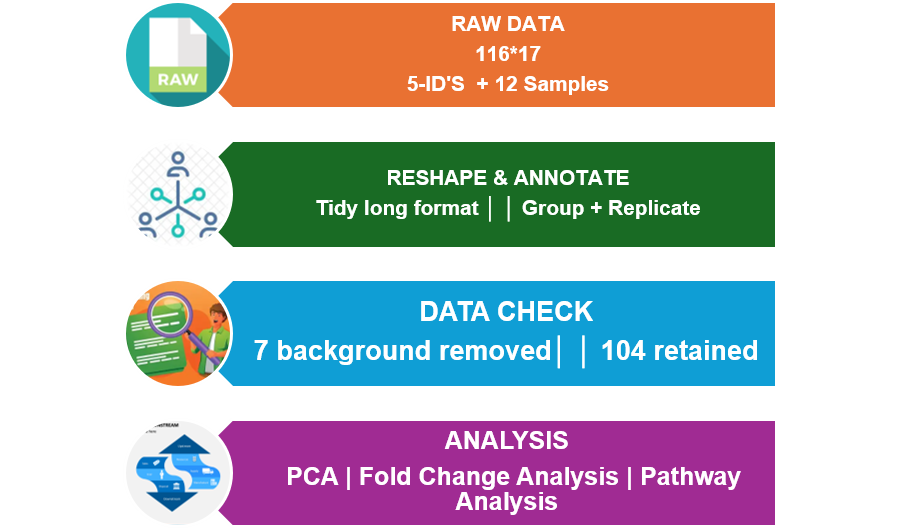 RAW DATA
116*17
5-ID'S + 12 Samples
RAW
RESHAPE & ANNOTATE
Tidy long format │ │ Group + Replicate
DATA CHECK
7 background removed│ │ 104 retained
ANALYSIS
PCA | Fold Change Analysis | Pathway
Analysis